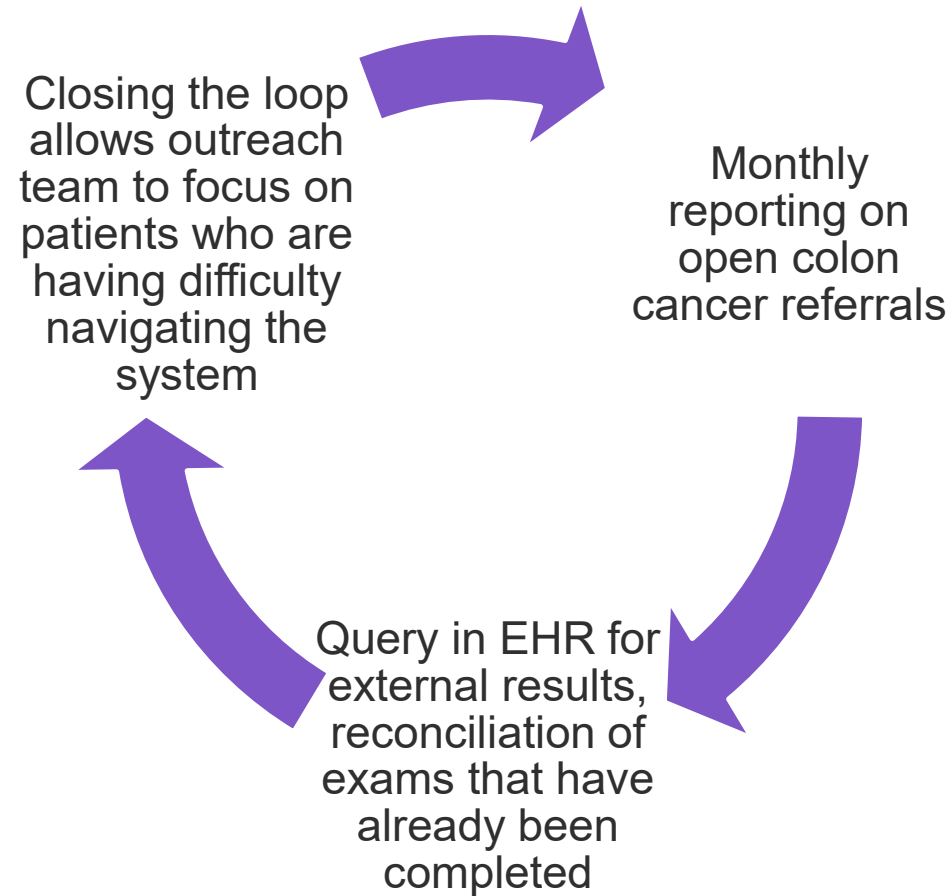 Closing the loop
allows outreach
team to focus on
patients who are
having difficulty
navigating the
system
Monthly
reporting on
open colon
cancer referrals
Query in EHR for
external results,
reconciliation of
exams that have
already been
completed